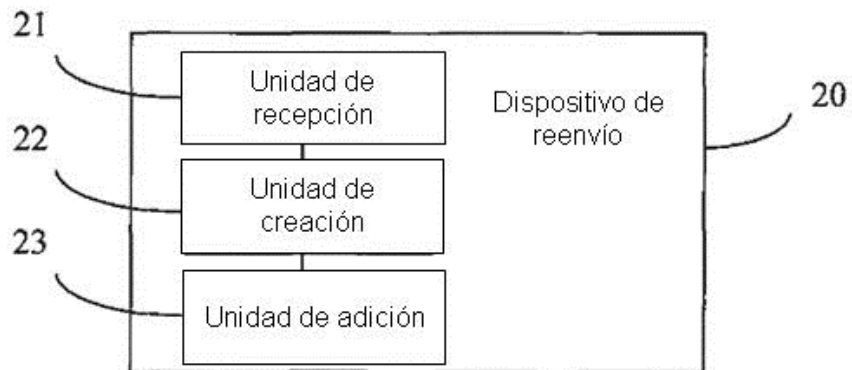 21
Unidad de
recepción
Dispositivo de
reenvío
20
22
Unidad de
creación
23
Unidad de adición